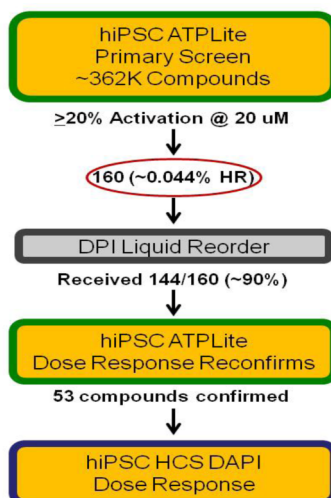 hiPSC ATPLite
Primary Screen
~362K Compounds
≥20% Activation @ 20 uM
160 (~0.044% HR)
DPI Liquid Reorder
Received 144/160 (~90%)
hiPSC ATPLite
Dose Response Reconfirms
53 compounds confirmed
hiPSC HCS DAPI
Dose Response